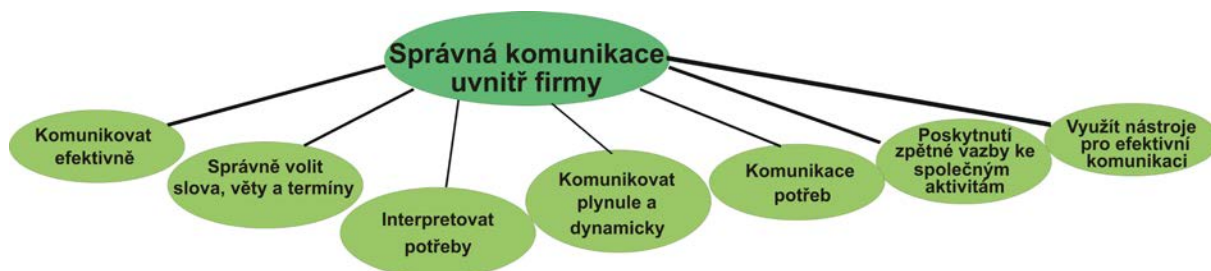 Správná komunikace
uvnitř firmy
Komunikovat
efektivně
Správně volit
slova, věty a termíny
Interpretovat
potřeby
Komunikovat
plynule a
dynamicky
Komunikace
potřeb
Poskytnutí
zpětné vazby ke
společným
aktivitám
Využít nástroje
pro efektivní
komunikaci